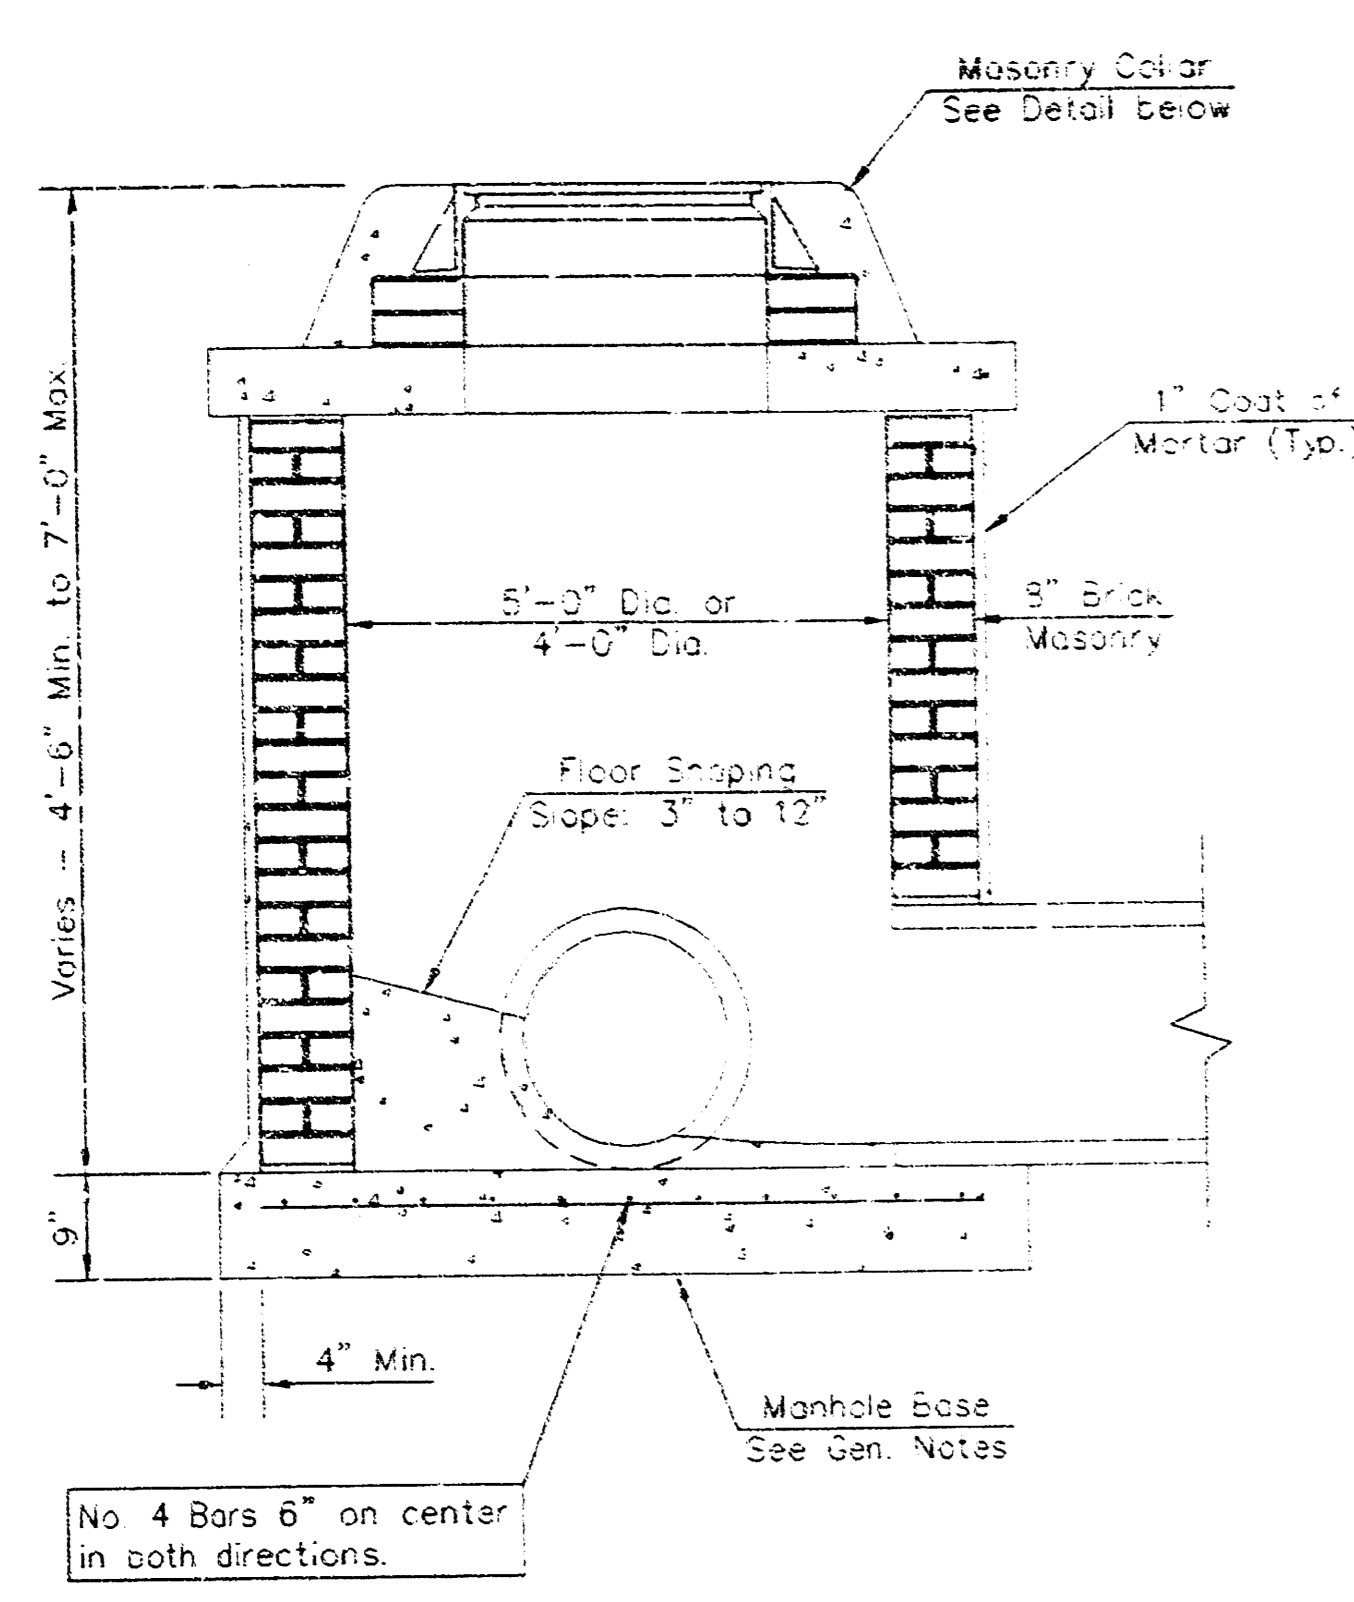 Masonry Collar
See Detail below
Varies - 4'-6" Min. to 7'-0" Max.
1" Coat of
Mortar (Typ.)
5'-0" Dia. or
4'-0" Dia.
8" Brick
Masonry
Floor Shaping
Slope: 3" to 12"
9"
4" Min.
Manhole Base
See Gen. Notes
No. 4 Bars 6" on center
in both directions.